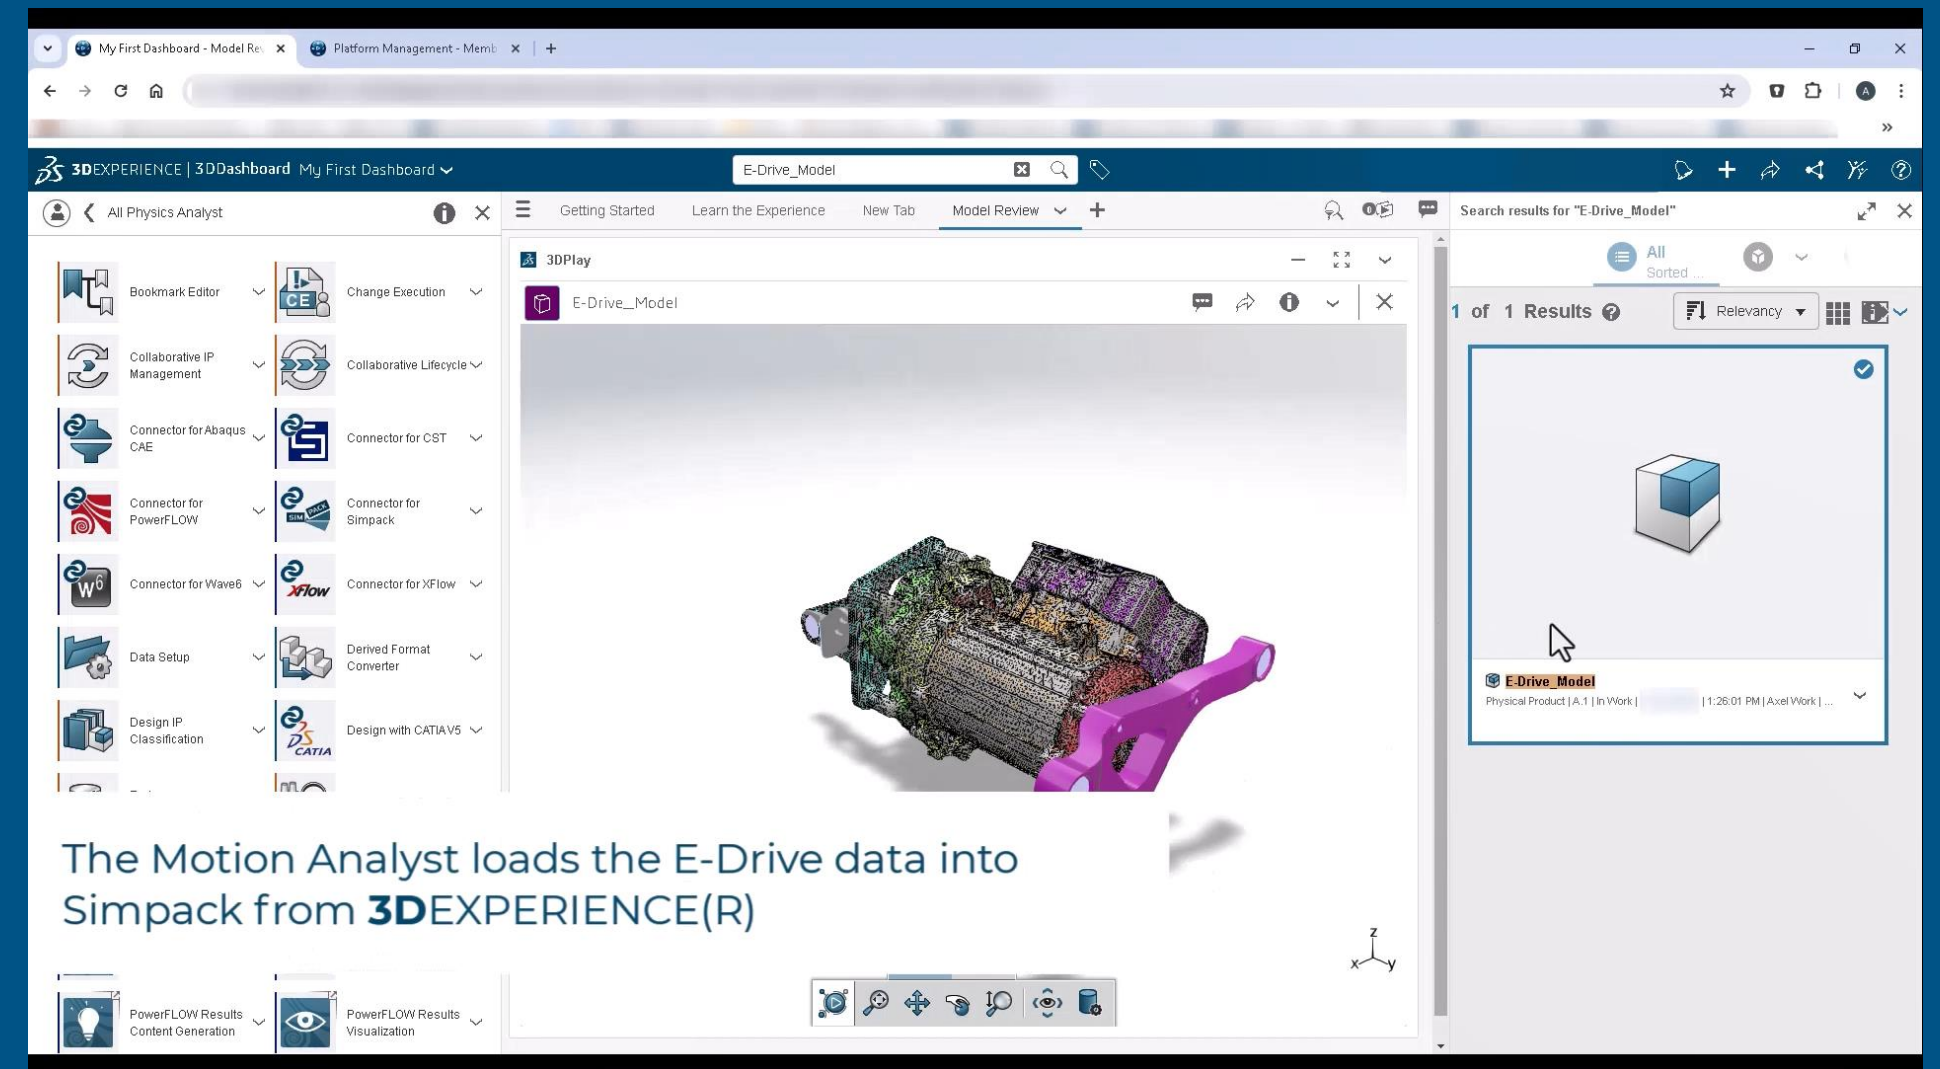 My First Dashboard - Model Re
Platform Management - Memb
A
3DEXPERIENCE | 3DDashboard My First Dashboard
E-Drive_Model
All Physics Analyst
Getting Started
Learn the Experience
New Tab
Model Review
Search results for "E-Drive_Model"
3DPlay
E-Drive_Model
All
Sorted ...
1 of 1 Results
Relevancy
Bookmark Editor
CE
Change Execution
Collaborative IP
Management
Collaborative Lifecycle
Connector for Abaqus
CAE
Connector for CST
Connector for
PowerFLOW
SIMPACK
Connector for
Simpack
W6
Connector for Wave6
XFlow
Connector for XFlow
Data Setup
Derived Format
Converter
Design IP
Classification
CATIA
Design with CATIA V5
E-Drive_Model
Physical Product | A.1 | In Work |
| 1:26:01 PM | Axel Work | ...
The Motion Analyst loads the E-Drive data into
Simpack from 3DEXPERIENCE(R)
z
x
y
PowerFLOW Results
Content Generation
PowerFLOW Results
Visualization